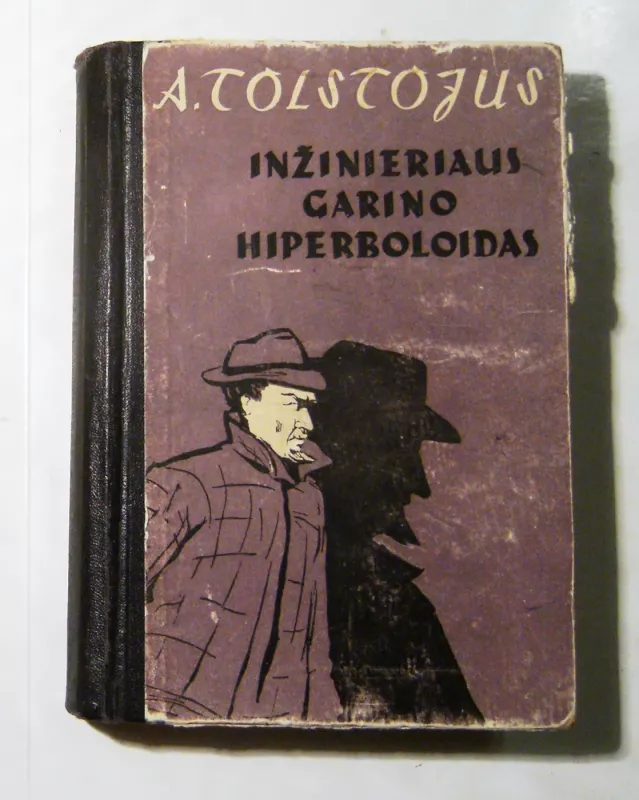 A. TOLSTOJUS
INŽINIERIAUS
GARINO
HIPERBOLOIDAS